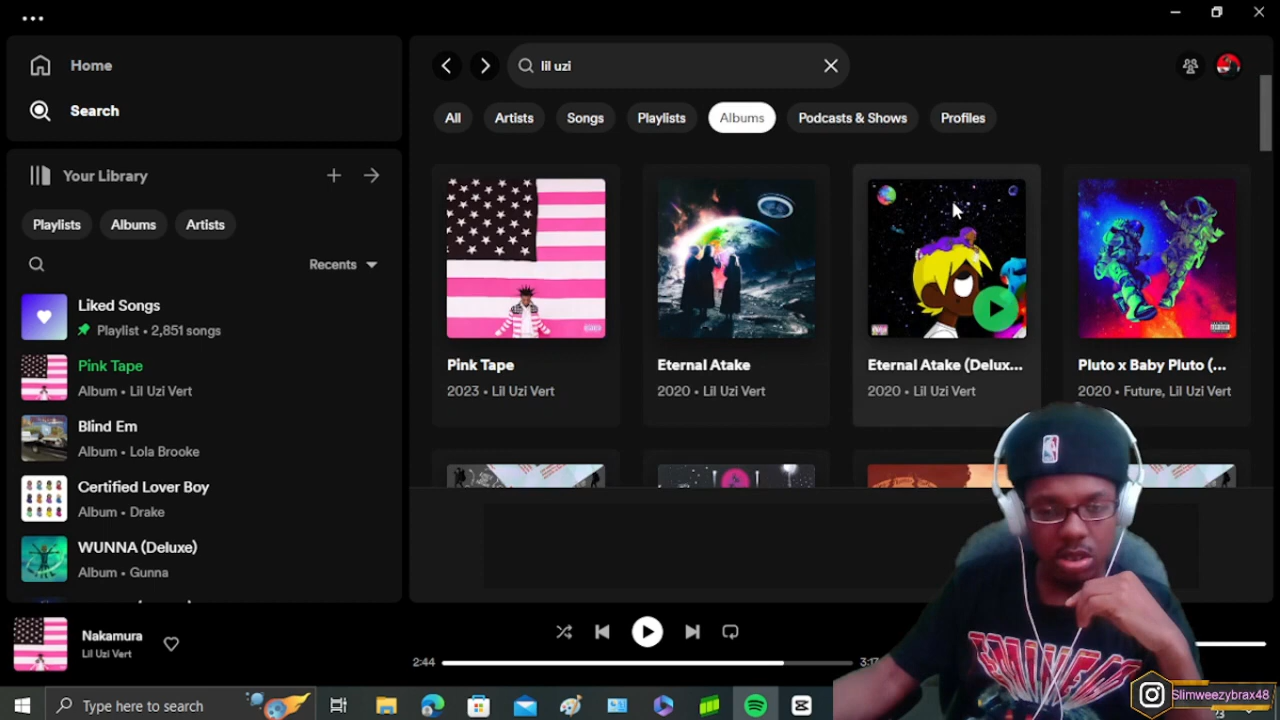 Home
lil uzi
Search
All
Artists
Songs
Playlists
Albums
Podcasts & Shows
Profiles
Your Library
Playlists
Albums
Artists
Recents
Liked Songs
Playlist • 2,851 songs
Pink Tape
Album • Lil Uzi Vert
Blind Em
Album • Lola Brooke
Certified Lover Boy
Album • Drake
WUNNA (Deluxe)
Album • Gunna
Pink Tape
2023 • Lil Uzi Vert
Eternal Atake
2020 • Lil Uzi Vert
Eternal Atake (Delux...
2020 • Lil Uzi Vert
Pluto x Baby Pluto (...
2020 • Future, Lil Uzi Vert
Nakamura
Lil Uzi Vert
2:44
Type here to search
Slimweezybrax48